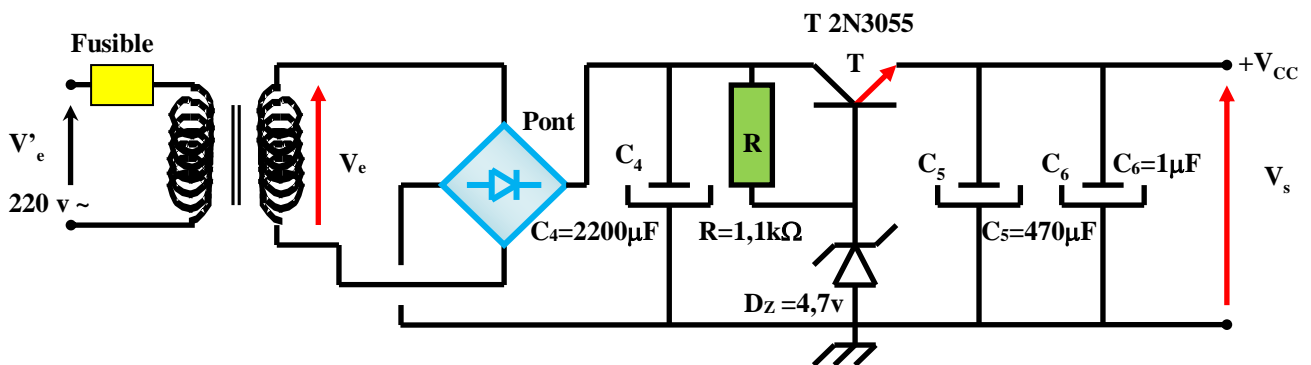 T 2N3055
Fusible
T
+VCC
Pont
V'e
Ve
R
C4
C5
C6
C6=1μF
Vs
220 v ~
C4=2200μF
R=1,1kΩ
C5=470μF
DZ =4,7v